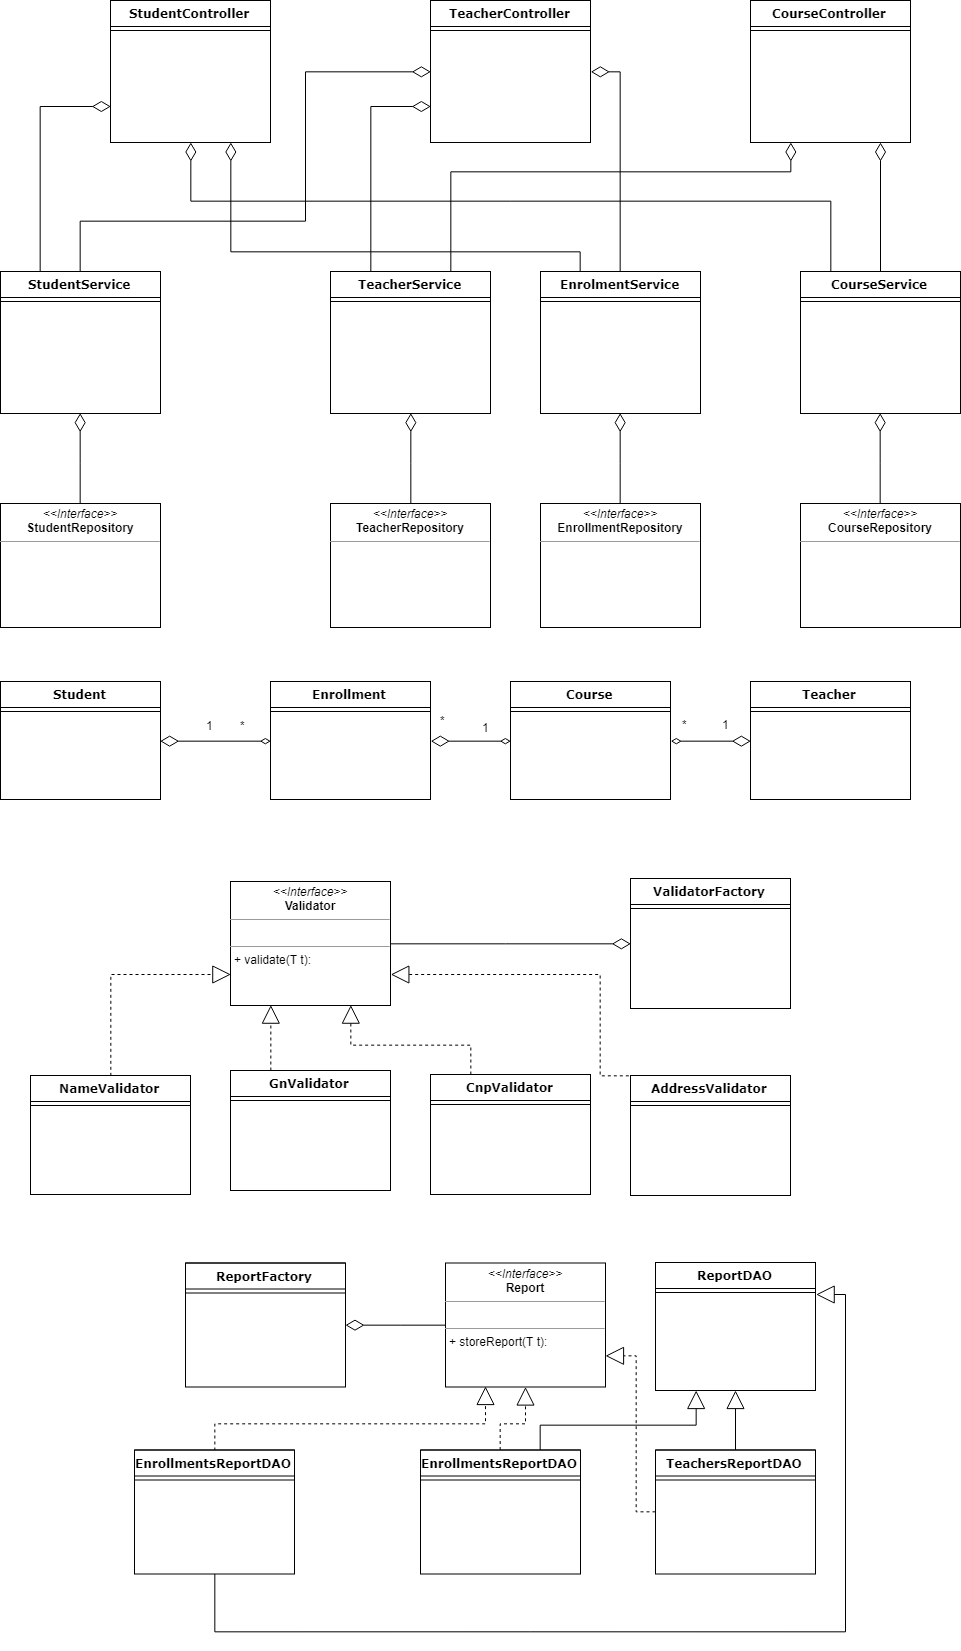 StudentController
TeacherController
CourseController
StudentService
TeacherService
EnrolmentService
CourseService
<<Interface>>
StudentRepository
<<Interface>>
TeacherRepository
<<Interface>>
EnrollmentRepository
<<Interface>>
CourseRepository
Student
Enrollment
Course
Teacher
1
*
*
1
*
1
<<Interface>>
Validator
+ validate(T t):
ValidatorFactory
NameValidator
GnValidator
CnpValidator
AddressValidator
ReportFactory
<<Interface>>
Report
+ storeReport(T t):
ReportDAO
EnrollmentsReportDAO
EnrollmentsReportDAO
TeachersReportDAO